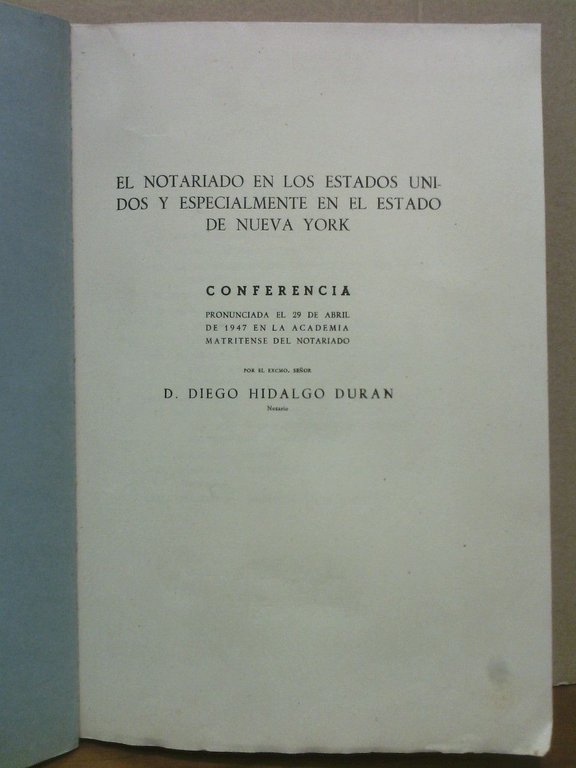 EL NOTARIADO EN LOS ESTADOS UNI-
DOS Y ESPECIALMENTE EN EL ESTADO
DE NUEVA YORK
CONFERENCIA
PRONUNCIADA EL 29 DE ABRIL
DE 1947 EN LA ACADEMIA
MATRITENSE DEL NOTARIADO
POR EL EXCMO. SEÑOR
D. DIEGO HIDALGO DURAN
Notario